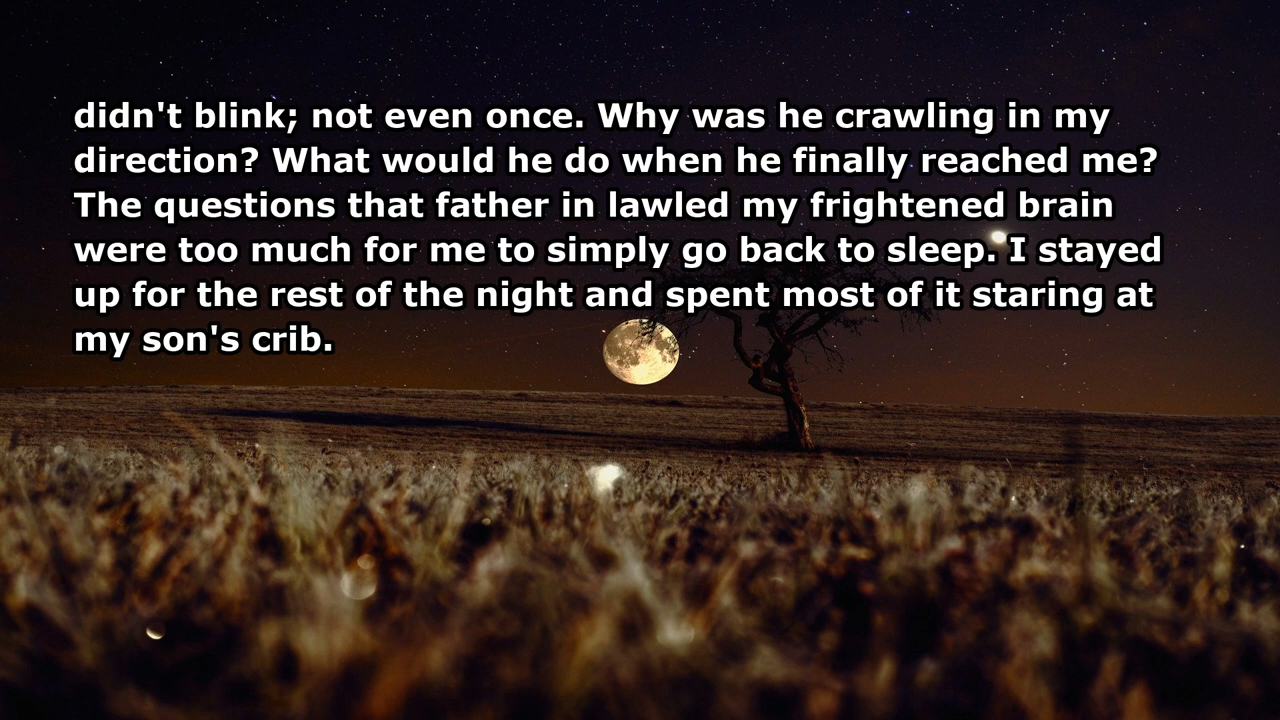 didn't blink; not even once. Why was he crawling in my
direction? What would he do when he finally reached me?
The questions that father in lawled my frightened brain
were too much for me to simply go back to sleep. I stayed
up for the rest of the night and spent most of it staring at
my son's crib.